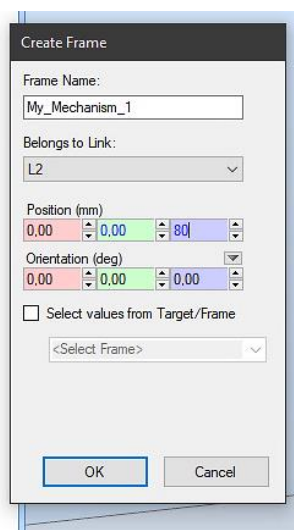 Create Frame
Frame Name:
My_Mechanism_1
Belongs to Link:
L2
Position (mm)
0,00 0,00 80
Orientation (deg)
0,00 0,00 0,00
Select values from Target/Frame
<Select Frame>
OK Cancel